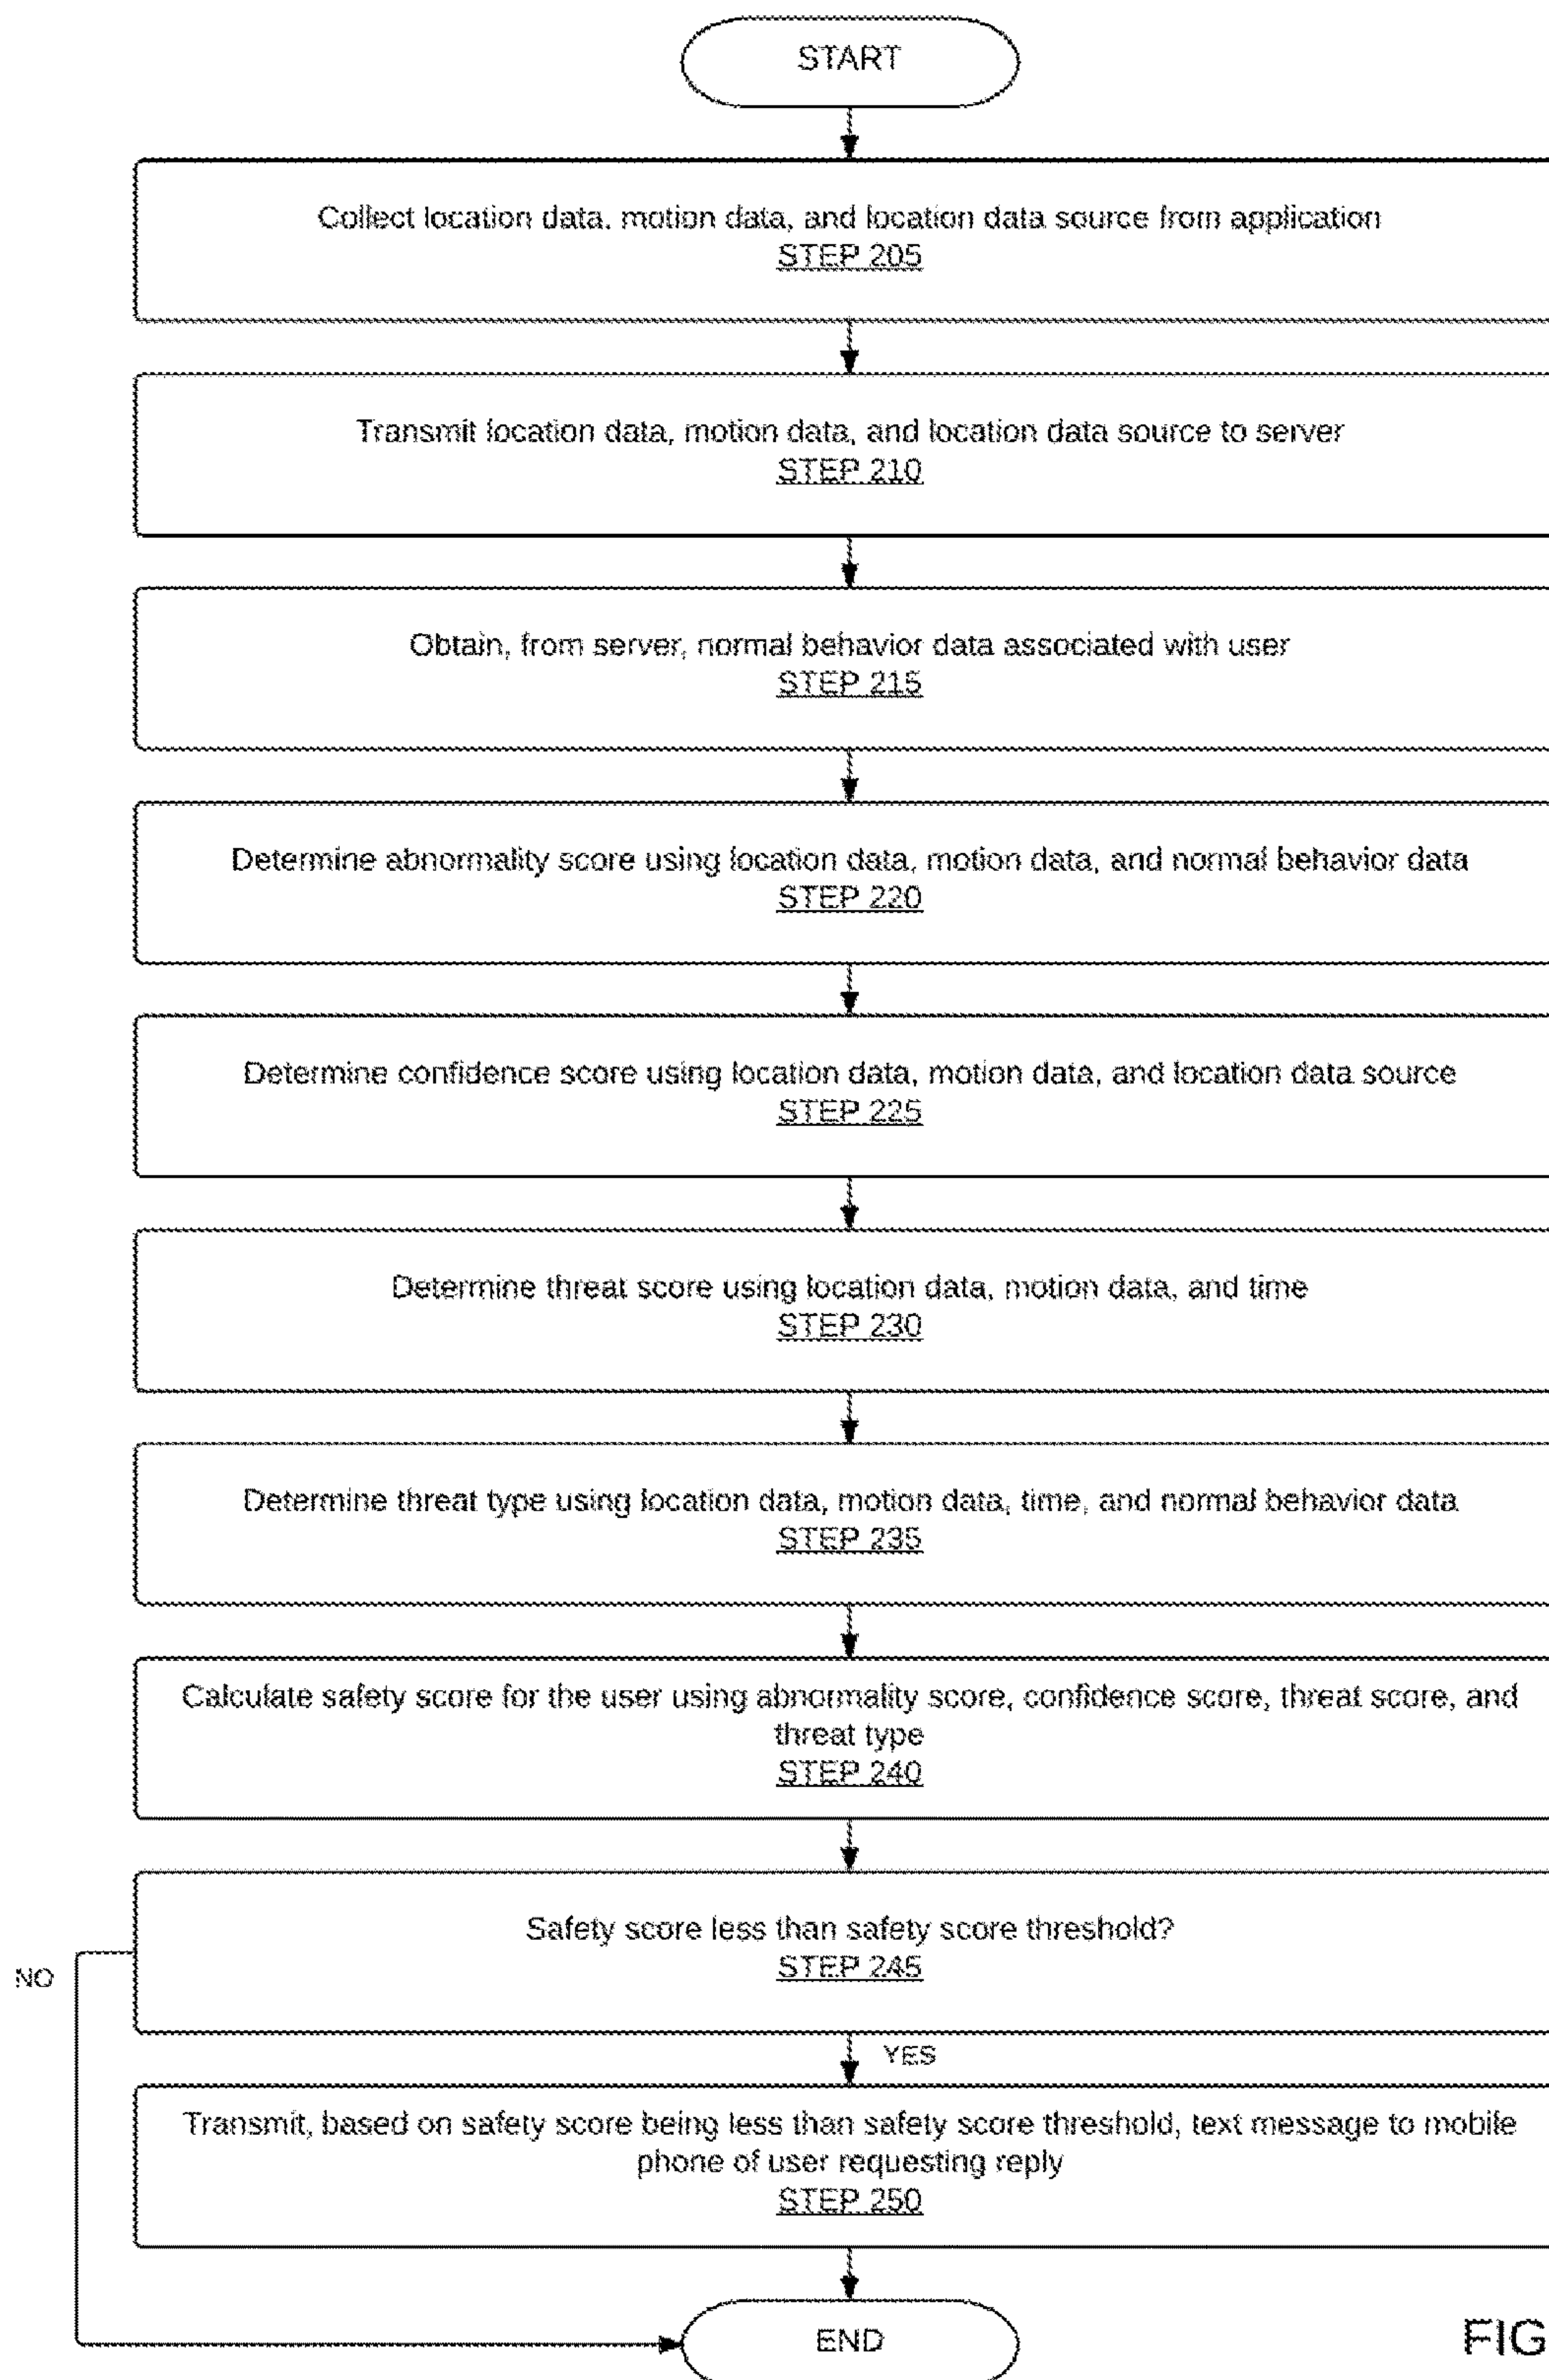 START
Collect location data, motion data, and location data source from application
STEP 205
Transmit location data, motion data, and location data source to server
STEP 210
Obtain, from server, normal behavior data associated with user
STEP 215
Determine abnormality score using location data, motion data, and normal behavior data
STEP 220
Determine confidence score using location data, motion data, and location data source
STEP 225
Determine threat score using location data, motion data, and time
STEP 230
Determine threat type using location data, motion data, time, and normal behavior data
STEP 235
Calculate safety score for the user using abnormality score, confidence score, threat score, and
threat type
STEP 240
Safety score less than safety score threshold?
STEP 245
NO
YES
Transmit, based on safety score being less than safety score threshold, text message to mobile
phone of user requesting reply
STEP 250
END
FIG